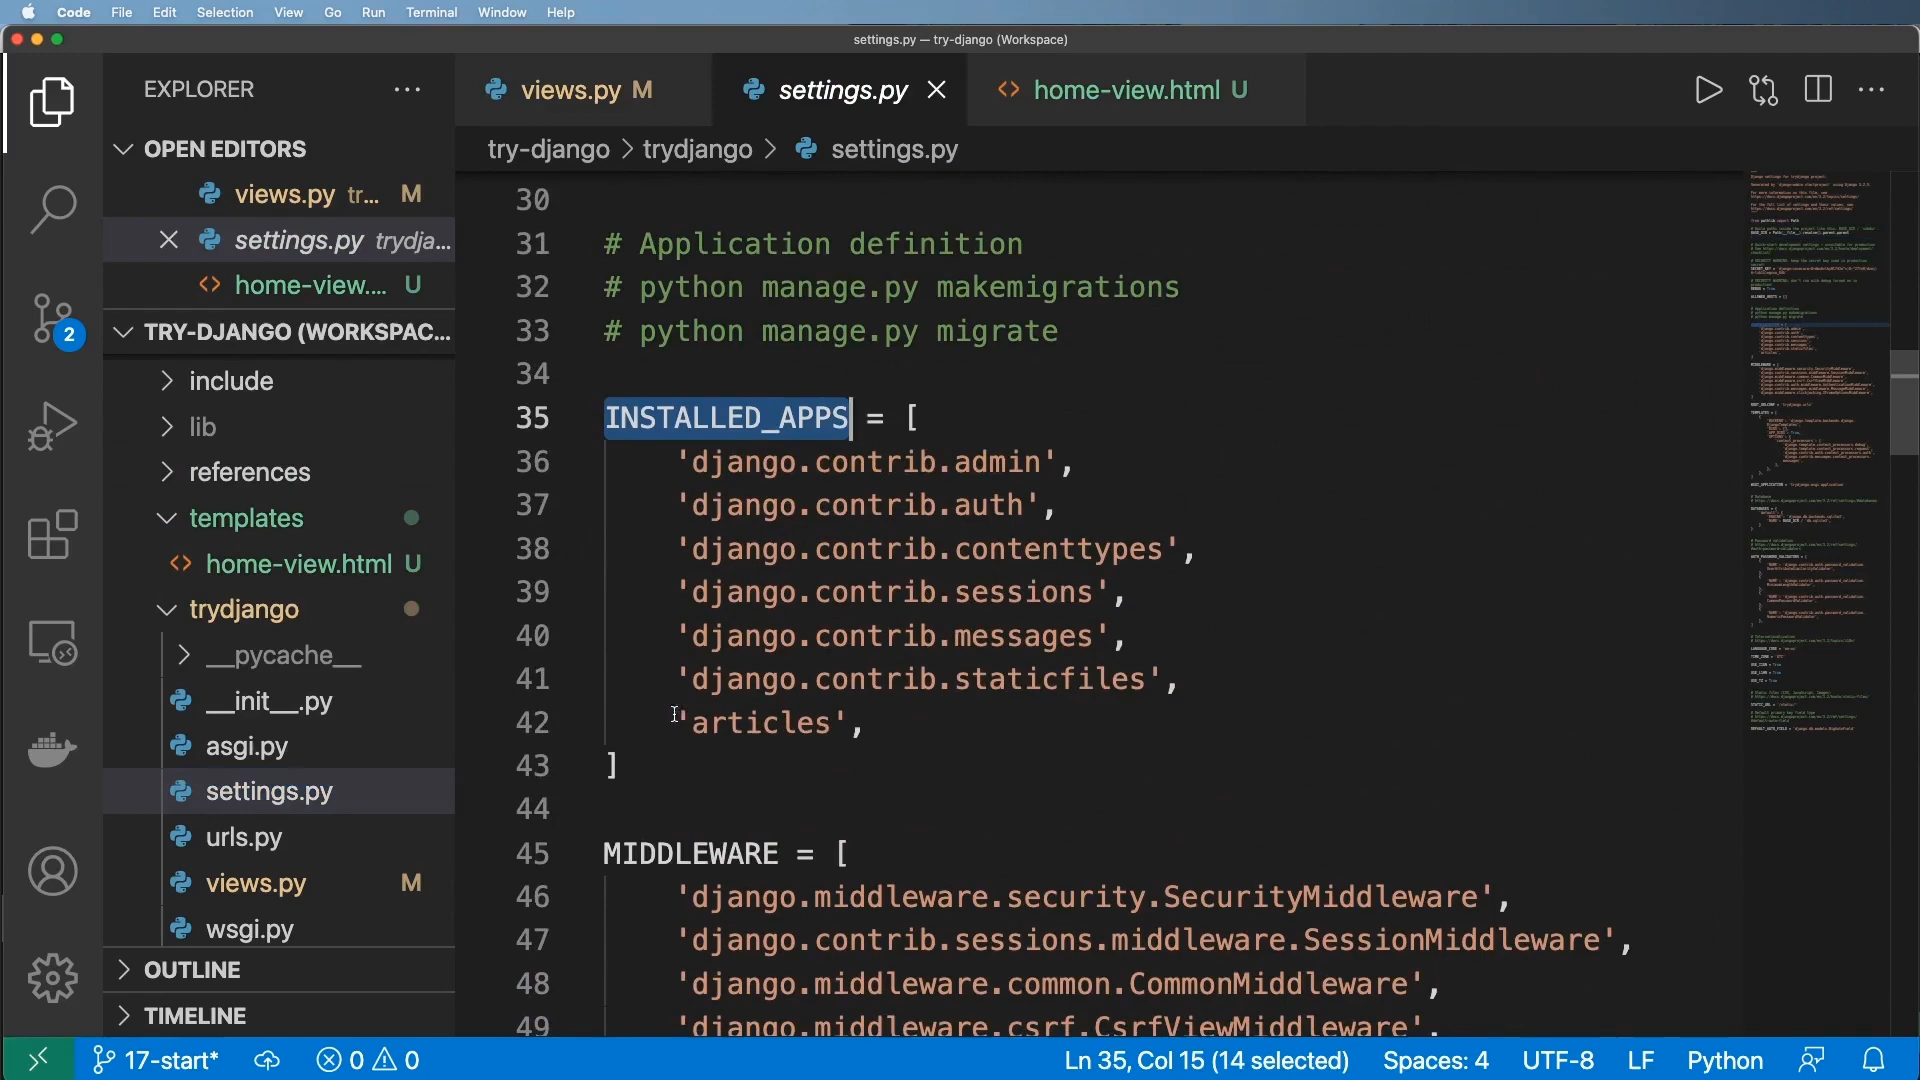 Code File Edit Selection View Go Run Terminal Window Help
settings.py — try-django (Workspace)
EXPLORER
views.py M
settings.py
home-view.html U
OPEN EDITORS
try-django > trydjango > settings.py
views.py tr... M
settings.py trydja...
home-view.... U
TRY-DJANGO (WORKSPAC...
include
lib
references
templates
home-view.html U
trydjango
__pycache__
__init__.py
asgi.py
settings.py
urls.py
views.py M
wsgi.py
OUTLINE
TIMELINE
2
30
31 # Application definition
32 # python manage.py makemigrations
33 # python manage.py migrate
34
35 INSTALLED_APPS = [
36 'django.contrib.admin',
37 'django.contrib.auth',
38 'django.contrib.contenttypes',
39 'django.contrib.sessions',
40 'django.contrib.messages',
41 'django.contrib.staticfiles',
42 'articles',
43 ]
44
45 MIDDLEWARE = [
46 'django.middleware.security.SecurityMiddleware',
47 'django.contrib.sessions.middleware.SessionMiddleware',
48 'django.middleware.common.CommonMiddleware',
49 'django.middleware.csrf.CsrfViewMiddleware',
17-start* 0 0 Ln 35, Col 15 (14 selected) Spaces: 4 UTF-8 LF Python